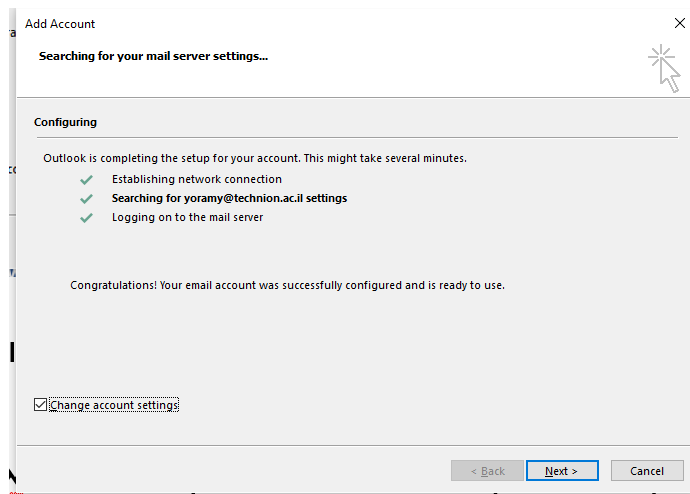 Add Account
Searching for your mail server settings...
Configuring
Outlook is completing the setup for your account. This might take several minutes.
Establishing network connection
Searching for yoramy@technion.ac.il settings
Logging on to the mail server
Congratulations! Your email account was successfully configured and is ready to use.
Change account settings
< Back Next > Cancel